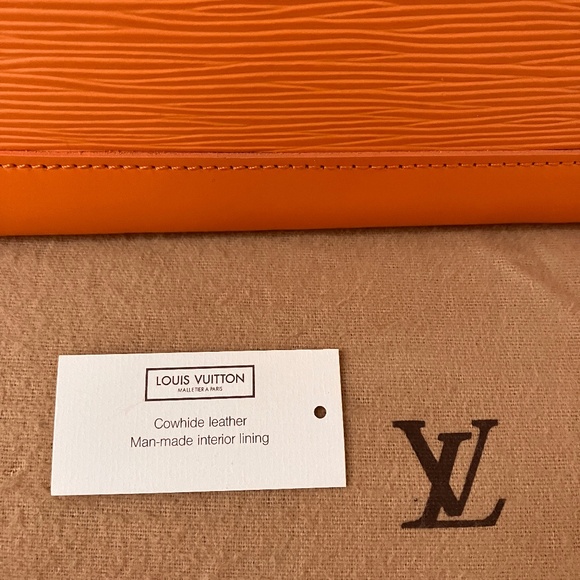 LOUIS VUITTON
MALLETIER A PARIS
Cowhide leather
Man-made interior lining
LV